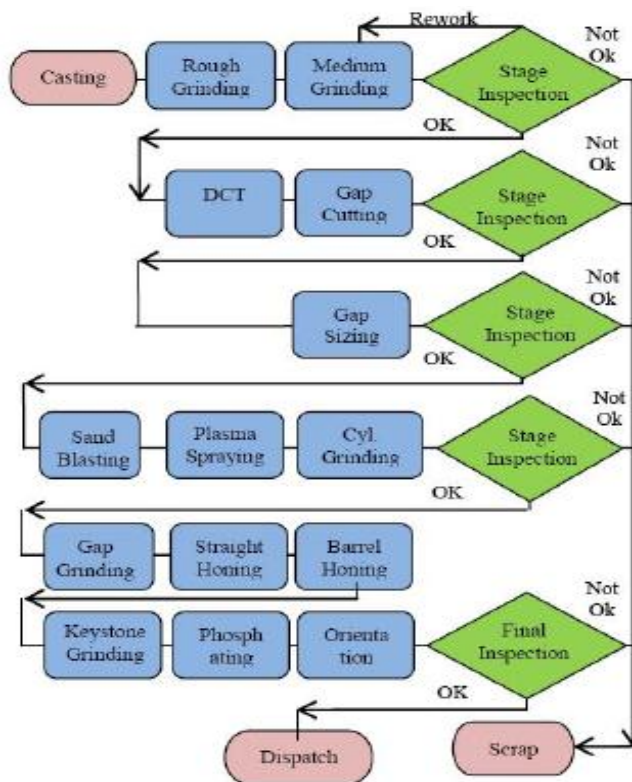 Rework
Not
Ok
Casting
Rough
Grinding
Medium
Grinding
Stage
Inspection
OK
Not
Ok
DCT
Gap
Cutting
Stage
Inspection
OK
Not
Ok
Gap
Sizing
Stage
Inspection
OK
Not
Ok
Sand
Blasting
Plasma
Spraying
Cyl.
Grinding
Stage
Inspection
OK
Gap
Grinding
Straight
Honing
Barrel
Honing
Not
Ok
Keystone
Grinding
Phosph
ating
Orienta
tion
Final
Inspection
OK
Dispatch
Scrap